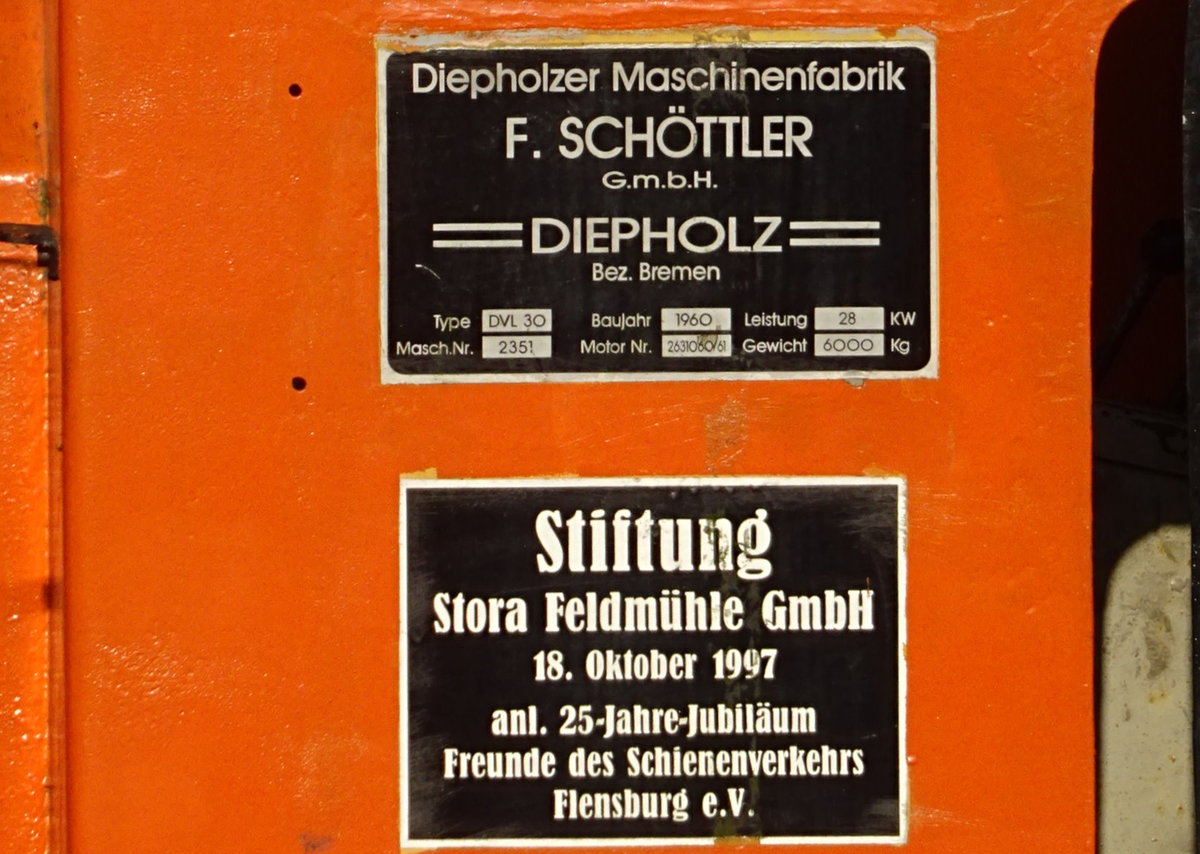 Diepholzer Maschinenfabrik
F. SCHÖTTLER
G.m.b.H.
DIEPHOLZ
Bez. Bremen
Type DVL 30 Baujahr 1960 Leistung 28 KW
Masch.Nr. 2351 Motor Nr. 2631060/61 Gewicht 6000 Kg
Stiftung
Stora Feldmühle GmbH
18. Oktober 1997
anl. 25-Jahre-Jubiläum
Freunde des Schienenverkehrs
Flensburg e.V.